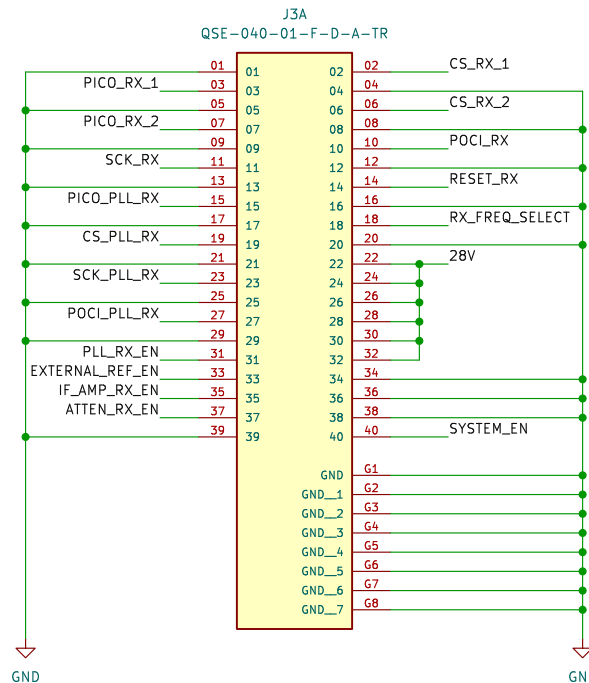 J3A
QSE-040-01-F-D-A-TR
01 01 02 02 CS_RX_1
PICO_RX_1 03 03 04 04
05 05 06 06 CS_RX_2
PICO_RX_2 07 07 08 08
09 09 10 10 POCI_RX
SCK_RX 11 11 12 12
13 13 14 14 RESET_RX
PICO_PLL_RX 15 15 16 16
17 17 18 18 RX_FREQ_SELECT
CS_PLL_RX 19 19 20 20
21 21 22 22 28V
SCK_PLL_RX 23 23 24 24
25 25 26 26
POCI_PLL_RX 27 27 28 28
29 29 30 30
PLL_RX_EN 31 31 32 32
EXTERNAL_REF_EN 33 33 34 34
IF_AMP_RX_EN 35 35 36 36
ATTEN_RX_EN 37 37 38 38
39 39 40 40 SYSTEM_EN
GND G1
GND__1 G2
GND__2 G3
GND__3 G4
GND__4 G5
GND__5 G6
GND__6 G7
GND__7 G8
GND GN